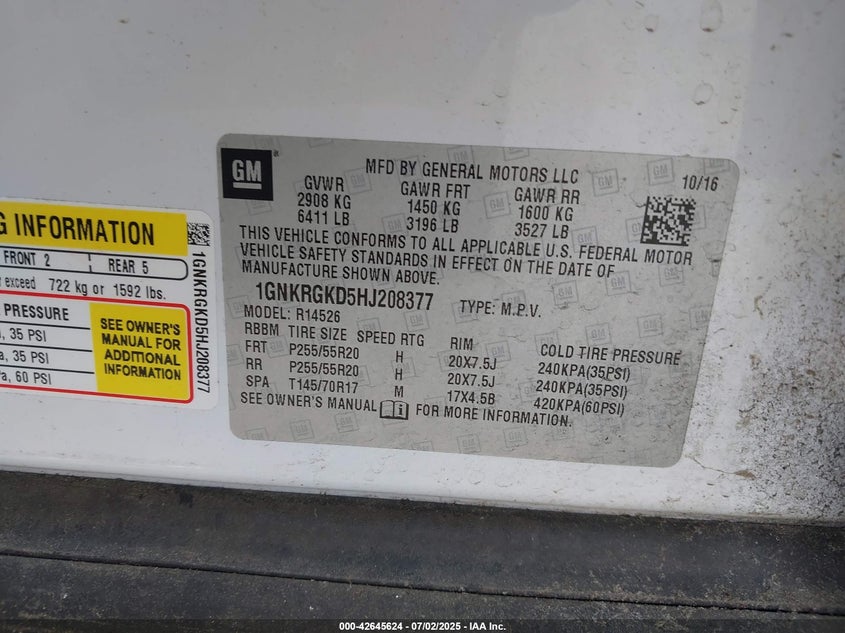 GM
MFD BY GENERAL MOTORS LLC 10/16
GVWR GAWR FRT GAWR RR
2908 KG 1450 KG 1600 KG
6411 LB 3196 LB 3527 LB
THIS VEHICLE CONFORMS TO ALL APPLICABLE U.S. FEDERAL MOTOR
VEHICLE SAFETY STANDARDS IN EFFECT ON THE DATE OF
MANUFACTURE SHOWN ABOVE.
1GNKRGKD5HJ208377 TYPE: M.P.V.
MODEL: R14526
RBBM TIRE SIZE SPEED RTG RIM COLD TIRE PRESSURE
FRT P255/55R20 H 20X7.5J 240KPA(35PSI)
RR P255/55R20 H 20X7.5J 240KPA(35PSI)
SPA T145/70R17 M 17X4.5B 420KPA(60PSI)
SEE OWNER'S MANUAL FOR MORE INFORMATION.
G INFORMATION
FRONT 2 REAR 5
exceed 722 kg or 1592 lbs.
PRESSURE
, 35 PSI
a, 35 PSI
a, 60 PSI
SEE OWNER'S
MANUAL FOR
ADDITIONAL
INFORMATION
1GNKRGKD5HJ208377
000-42645624 - 07/02/2025 - IAA Inc.